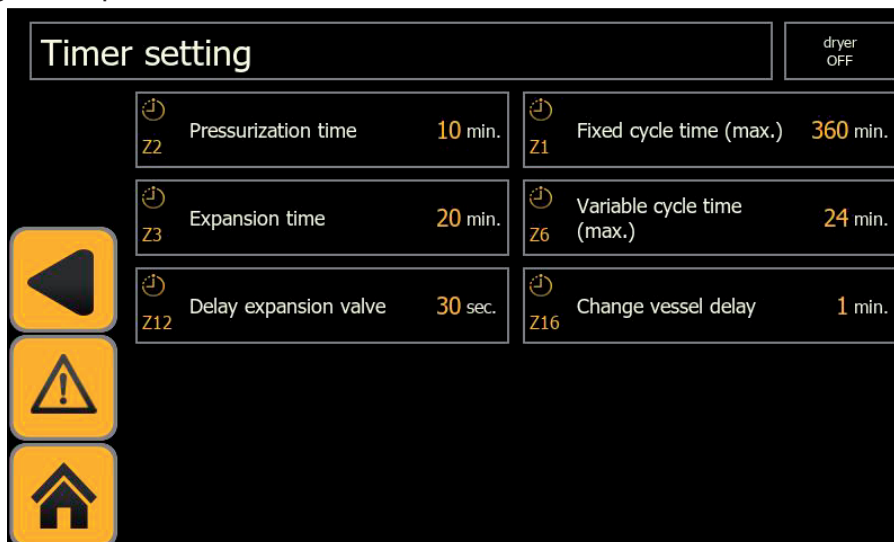 Timer setting
dryer
OFF
Z2 Pressurization time 10 min.
Z1 Fixed cycle time (max.) 360 min.
Z3 Expansion time 20 min.
Z6 Variable cycle time
(max.) 24 min.
Z12 Delay expansion valve 30 sec.
Z16 Change vessel delay 1 min.